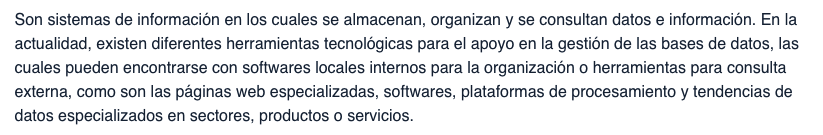 Son sistemas de información en los cuales se almacenan, organizan y se consultan datos e información. En la
actualidad, existen diferentes herramientas tecnológicas para el apoyo en la gestión de las bases de datos, las
cuales pueden encontrarse con softwares locales internos para la organización o herramientas para consulta
externa, como son las páginas web especializadas, softwares, plataformas de procesamiento y tendencias de
datos especializados en sectores, productos o servicios.